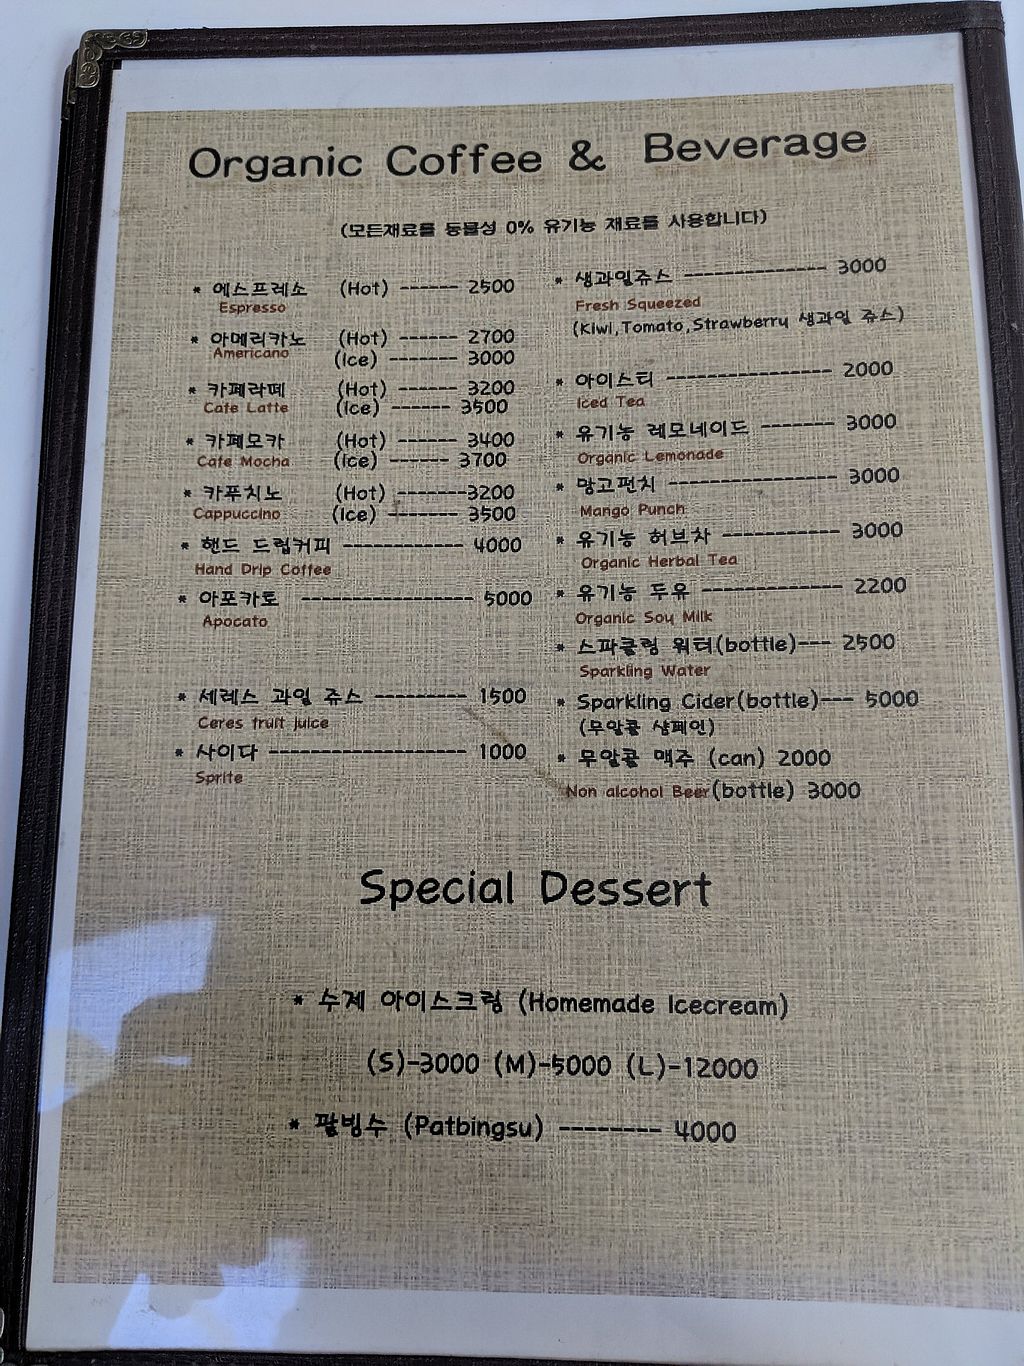 Organic Coffee & Beverage
(모든재료를 동물성 0% 유기농 재료를 사용합니다)
* 에스프레소 (Hot) ------ 2500
Espresso
* 아메리카노 (Hot) ------ 2700
Americano (Ice) ------- 3000
* 카페라떼 (Hot) ------ 3200
Cafe Latte (Ice) ------ 3500
* 카페모카 (Hot) ------ 3400
Cafe Mocha (Ice) ------ 3700
* 카푸치노 (Hot) -------3200
Cappuccino (Ice) ------- 3500
* 핸드 드립커피 ------------ 4000
Hand Drip Coffee
* 아포카토 ----------------- 5000
Apocato
* 세레스 과일 쥬스 --------- 1500
Ceres fruit juice
* 사이다 ------------------- 1000
Sprite
* 생과일쥬스 -------------- 3000
Fresh Squeezed
(Kiwi,Tomato,Strawberry 생과일 쥬스)
* 아이스티 ---------------- 2000
Iced Tea
* 유기농 레모네이드 ------- 3000
Organic Lemonade
* 망고펀치 ----------------- 3000
Mango Punch
* 유기농 허브차 ------------ 3000
Organic Herbal Tea
* 유기농 두유 -------------- 2200
Organic Soy Milk
* 스파클링 워터(bottle)--- 2500
Sparkling Water
* Sparkling Cider(bottle)--- 5000
(무알콜 샴페인)
* 무알콜 맥주 (can) 2000
Non alcohol Beer(bottle) 3000
Special Dessert
* 수제 아이스크림 (Homemade Icecream)
(S)-3000 (M)-5000 (L)-12000
* 팥빙수 (Patbingsu) -------- 4000